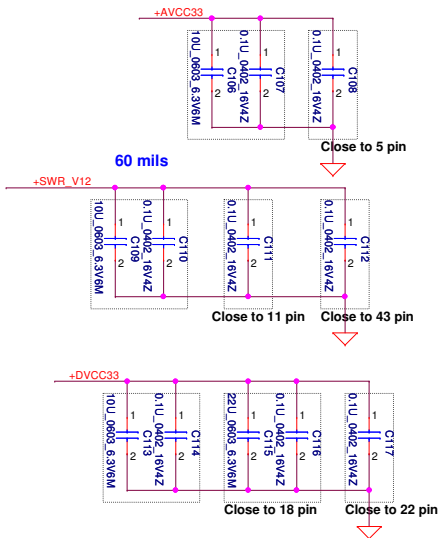 +AVCC33
10U_0603_6.3V6M
1
C106
2
0.1U_0402_16V4Z
1
C107
2
0.1U_0402_16V4Z
1
C108
2
Close to 5 pin
60 mils
+SWR_V12
10U_0603_6.3V6M
1
C109
2
0.1U_0402_16V4Z
1
C110
2
0.1U_0402_16V4Z
1
C111
2
0.1U_0402_16V4Z
1
C112
2
Close to 11 pin
Close to 43 pin
+DVCC33
10U_0603_6.3V6M
1
C113
2
0.1U_0402_16V4Z
1
C114
2
22U_0603_6.3V6M
1
C115
2
0.1U_0402_16V4Z
1
C116
2
0.1U_0402_16V4Z
1
C117
2
Close to 18 pin
Close to 22 pin